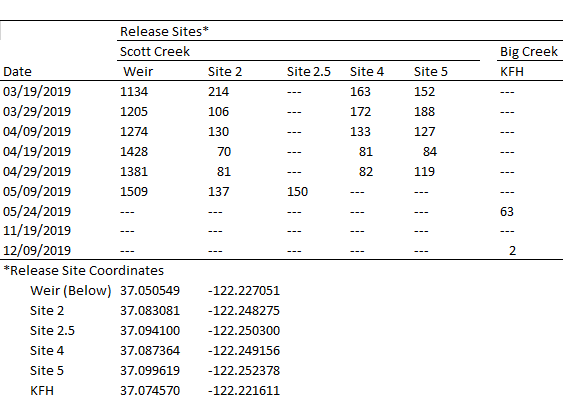 Release Sites*
Scott Creek Big Creek
Date Weir Site 2 Site 2.5 Site 4 Site 5 KFH
03/19/2019 1134 214 --- 163 152 ---
03/29/2019 1205 106 --- 172 188 ---
04/09/2019 1274 130 --- 133 127 ---
04/19/2019 1428 70 --- 81 84 ---
04/29/2019 1381 81 --- 82 119 ---
05/09/2019 1509 137 150 --- --- ---
05/24/2019 --- --- --- --- --- 63
11/19/2019 --- --- --- --- --- ---
12/09/2019 --- --- --- --- --- 2
*Release Site Coordinates
Weir (Below) 37.050549 -122.227051
Site 2 37.083081 -122.248275
Site 2.5 37.094100 -122.250300
Site 4 37.087364 -122.249156
Site 5 37.099619 -122.252378
KFH 37.074570 -122.221611